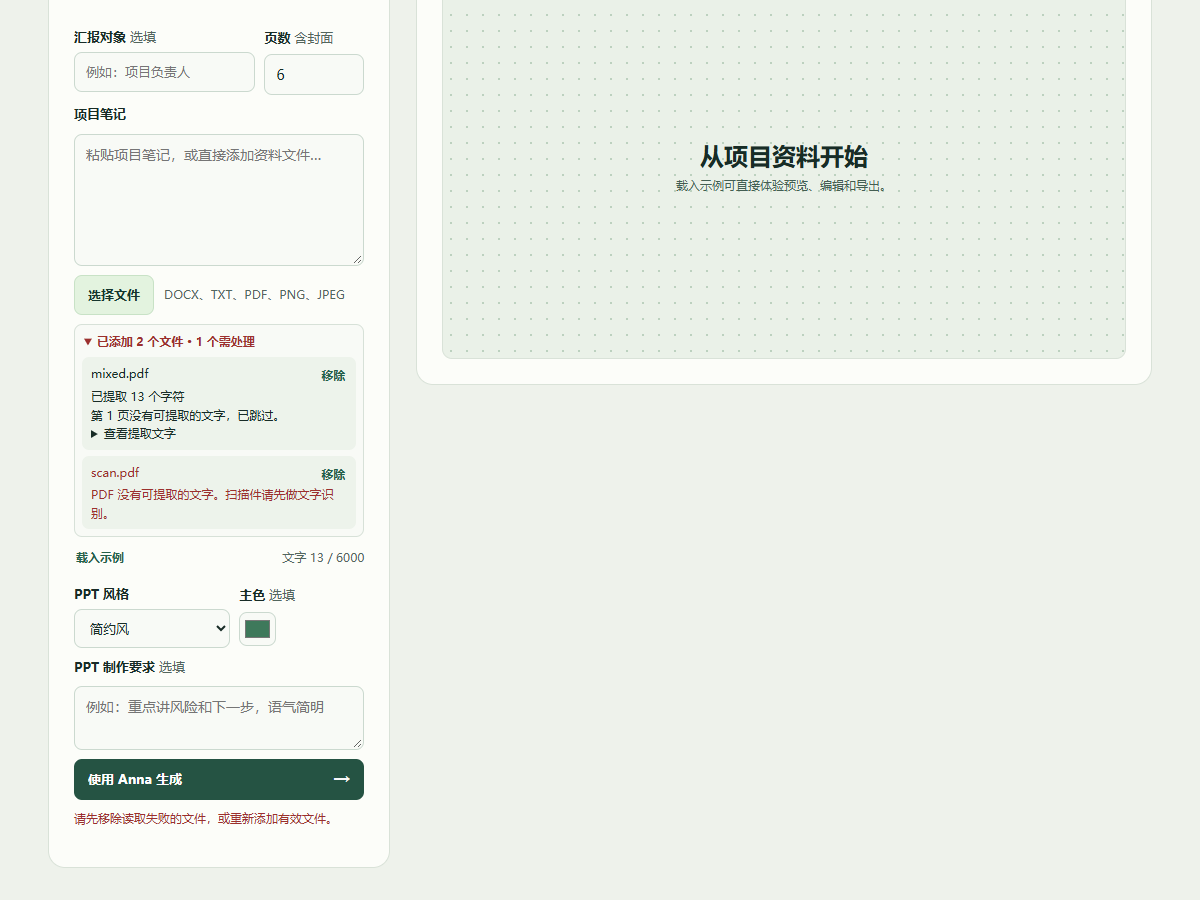 汇报对象 选填
页数 含封面
例如：项目负责人
6
项目笔记
粘贴项目笔记，或直接添加资料文件...
选择文件
DOCX、TXT、PDF、PNG、JPEG
▼ 已添加 2 个文件 • 1 个需处理
mixed.pdf
移除
已提取 13 个字符
第 1 页没有可提取的文字，已跳过。
▶ 查看提取文字
scan.pdf
移除
PDF 没有可提取的文字。扫描件请先做文字识
别。
载入示例
文字 13 / 6000
PPT 风格
主色 选填
简约风
PPT 制作要求 选填
例如：重点讲风险和下一步，语气简明
使用 Anna 生成 →
请先移除读取失败的文件，或重新添加有效文件。
从项目资料开始
载入示例可直接体验预览、编辑和导出。